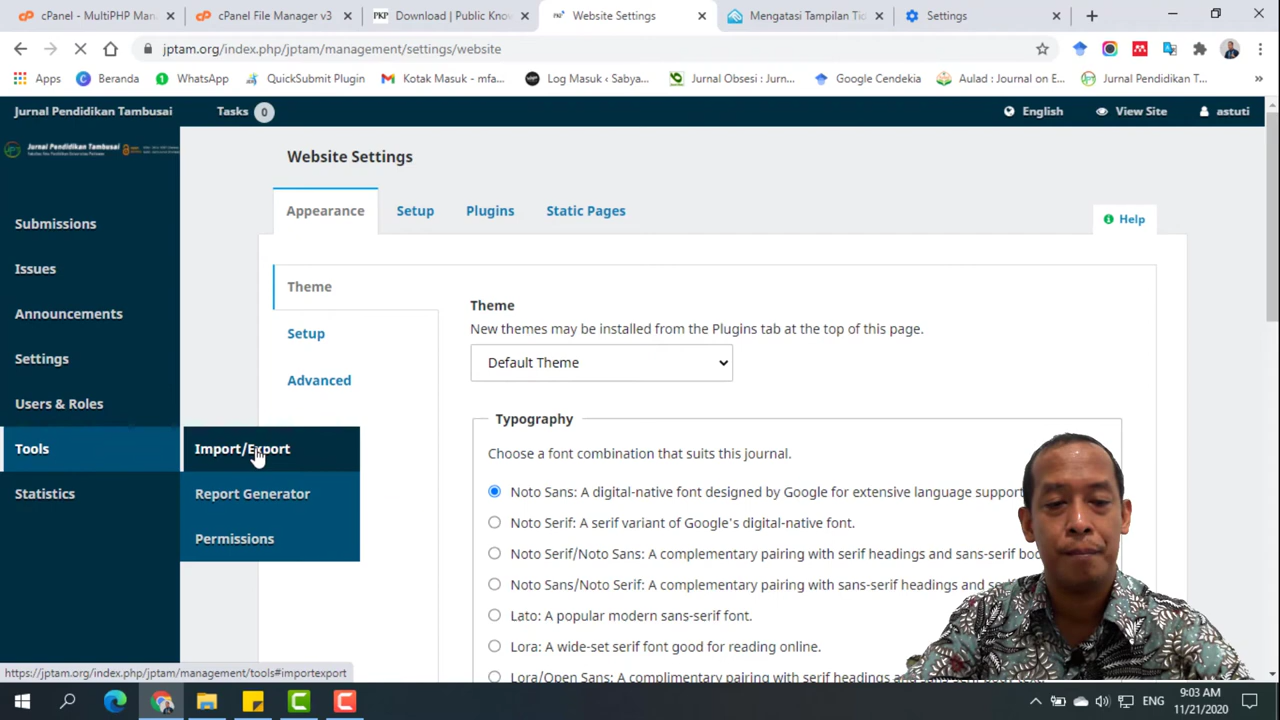 cPanel - MultiPHP Man
cPanel File Manager v3
PKP Download | Public Know
Website Settings
Mengatasi Tampilan Tid
Settings
jptam.org/index.php/jptam/management/settings/website
Apps
Beranda
WhatsApp
QuickSubmit Plugin
Kotak Masuk - mfa...
Log Masuk ‹ Sabya...
Jurnal Obsesi : Jurn...
Google Cendekia
Aulad : Journal on E...
Jurnal Pendidikan T...
Jurnal Pendidikan Tambusai
Tasks 0
English
View Site
astuti
Jurnal Pendidikan Tambusai
Website Settings
Appearance
Setup
Plugins
Static Pages
Help
Submissions
Issues
Announcements
Settings
Users & Roles
Tools
Statistics
Import/Export
Report Generator
Permissions
Theme
Setup
Advanced
Theme
New themes may be installed from the Plugins tab at the top of this page.
Default Theme
Typography
Choose a font combination that suits this journal.
Noto Sans: A digital-native font designed by Google for extensive language support
Noto Serif: A serif variant of Google's digital-native font.
Noto Serif/Noto Sans: A complementary pairing with serif headings and sans-serif bod
Noto Sans/Noto Serif: A complementary pairing with sans-serif headings and se
Lato: A popular modern sans-serif font.
Lora: A wide-set serif font good for reading online.
Lora/Open Sans: A complimentary pairing with serif headings and
https://jptam.org/index.php/jptam/management/tools#importexport
ENG
9:03 AM
11/21/2020